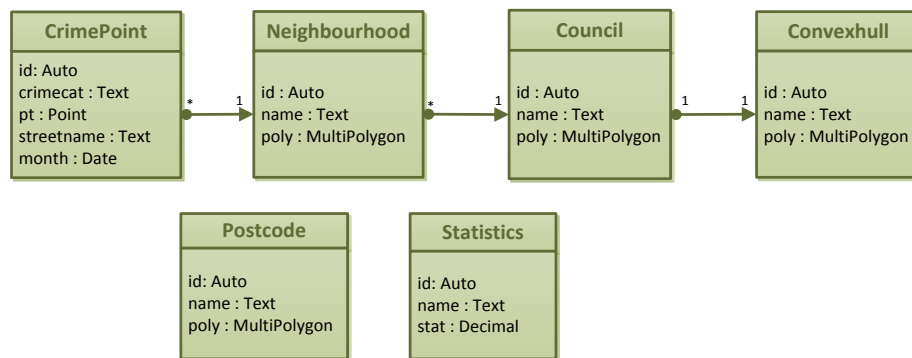 CrimePoint
id: Auto
crimecat : Text
pt : Point
streetname : Text
month : Date
* 1
Neighbourhood
id : Auto
name : Text
poly : MultiPolygon
* 1
Council
id : Auto
name : Text
poly : MultiPolygon
1 1
Convexhull
id : Auto
name : Text
poly : MultiPolygon
Postcode
id: Auto
name : Text
poly : MultiPolygon
Statistics
id: Auto
name : Text
stat : Decimal